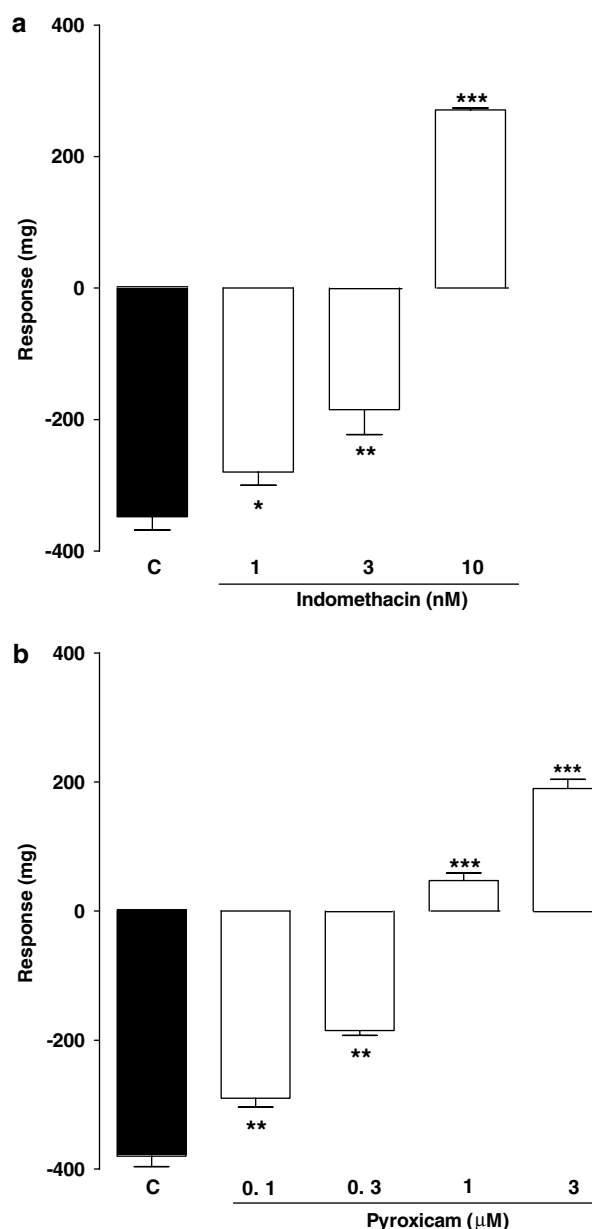 a
400
200
0
-200
-400
Response (mg)
***
*
**
C 1 3 10
Indomethacin (nM)
b
400
200
0
-200
-400
Response (mg)
***
***
**
**
C 0. 1 0. 3 1 3
Pyroxicam (μM)